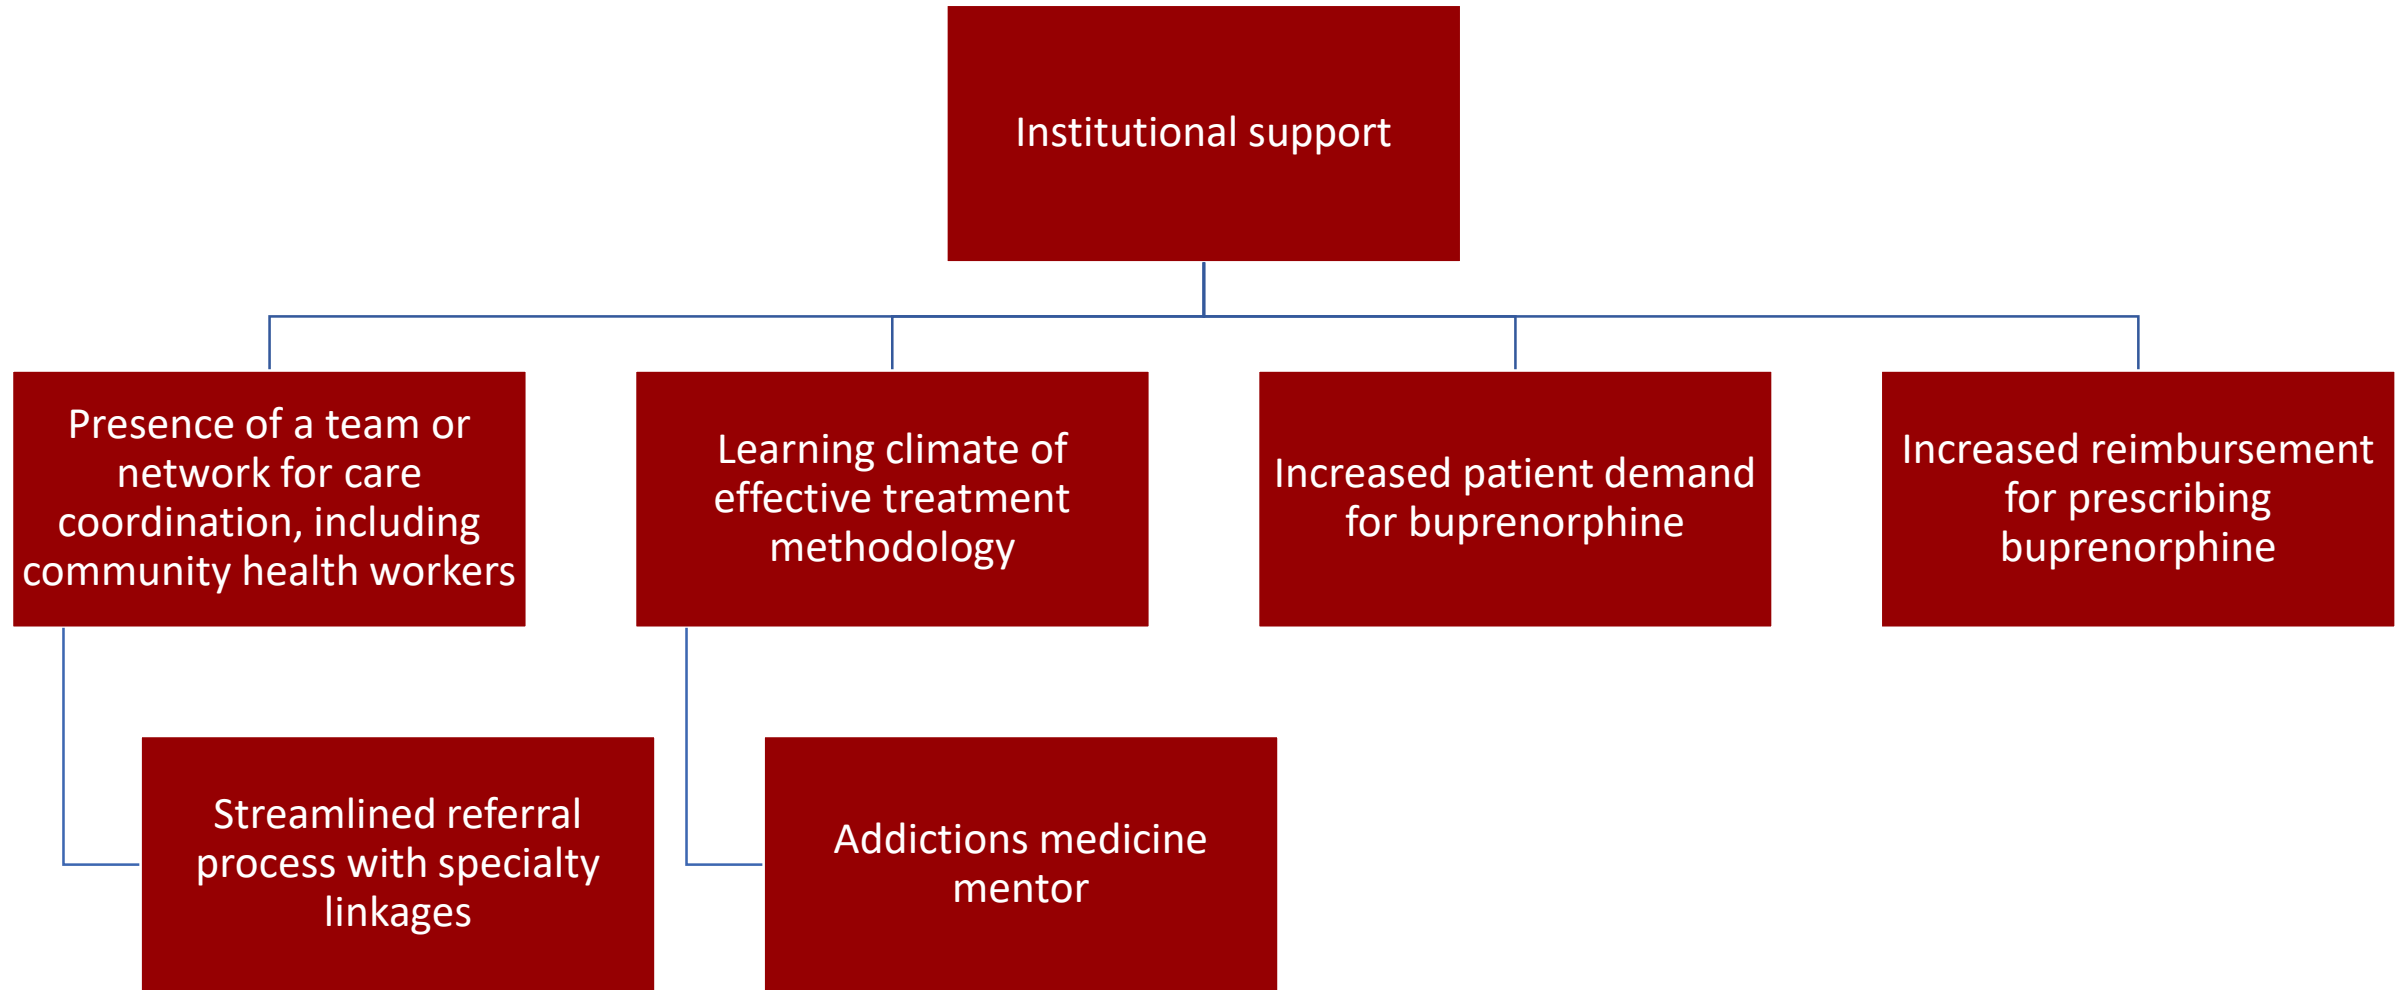 Institutional support
Presence of a team or
network for care
coordination, including
community health workers
Learning climate of
effective treatment
methodology
Increased patient demand
for buprenorphine
Increased reimbursement
for prescribing
buprenorphine
Streamlined referral
process with specialty
linkages
Addictions medicine
mentor